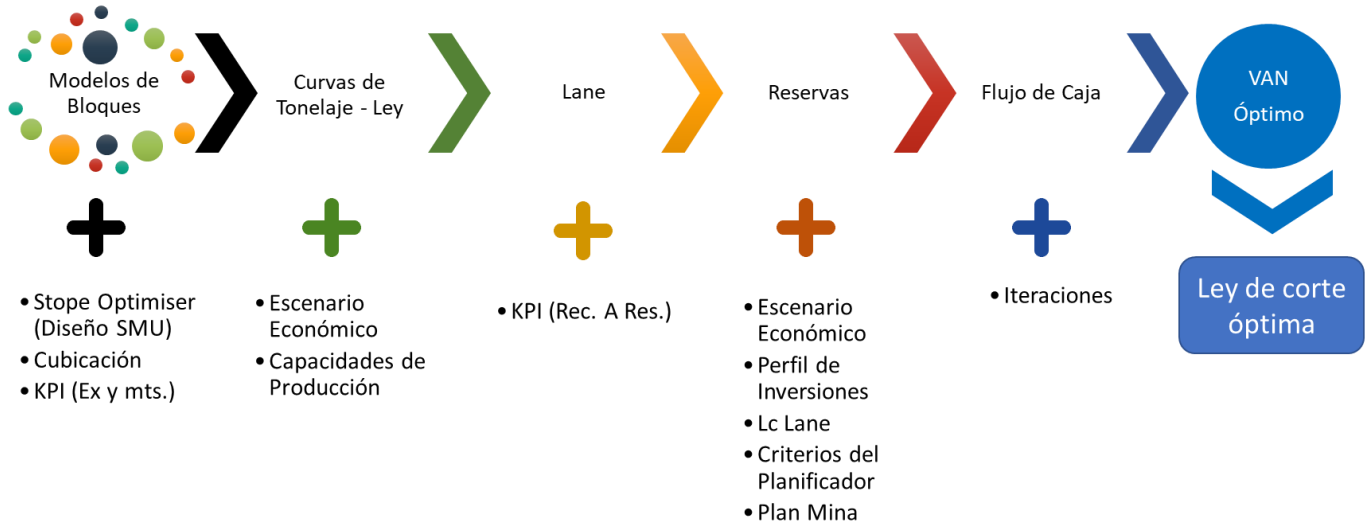 Modelos de
Bloques
Curvas de
Tonelaje - Ley
Lane
Reservas
Flujo de Caja
VAN
Óptimo
• Stope Optimiser
(Diseño SMU)
• Cubicación
• KPI (Ex y mts.)
• Escenario
Económico
• Capacidades de
Producción
• KPI (Rec. A Res.)
• Escenario
Económico
• Perfil de
Inversiones
• Lc Lane
• Criterios del
Planificador
• Plan Mina
• Iteraciones
Ley de corte
óptima